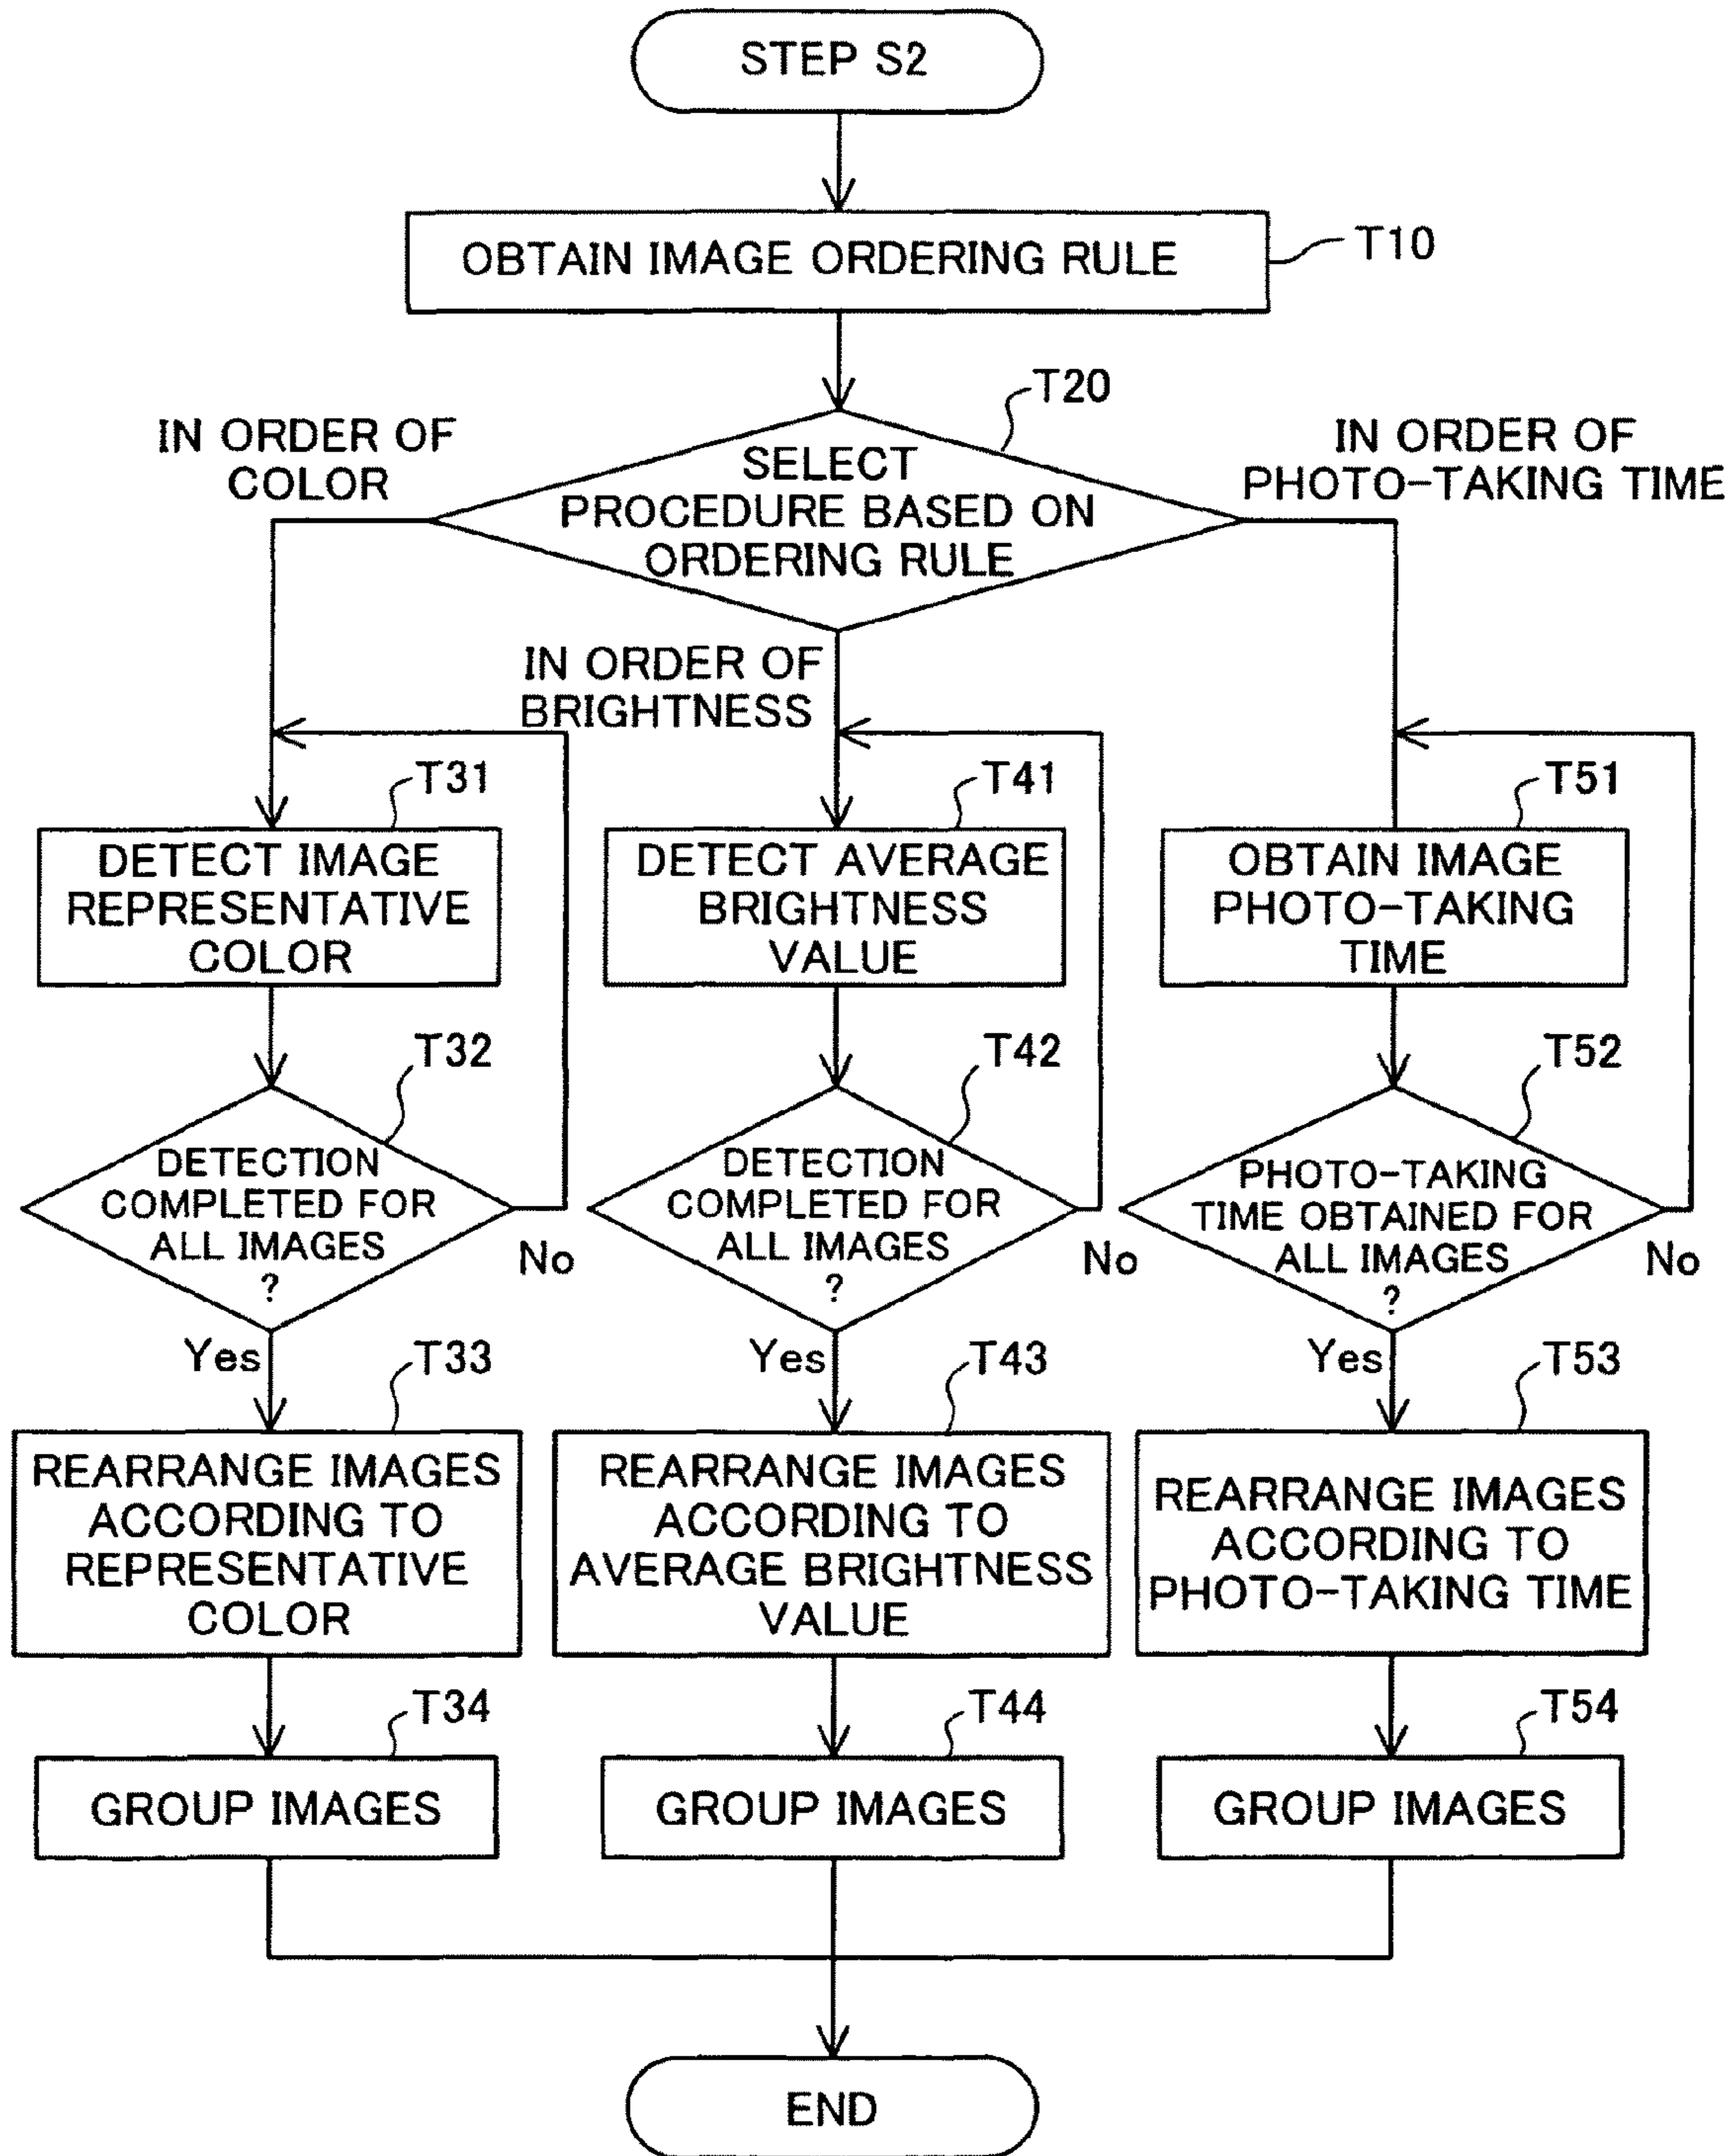 STEP S2
OBTAIN IMAGE ORDERING RULE
T10
T20
IN ORDER OF
COLOR
SELECT
PROCEDURE BASED ON
ORDERING RULE
IN ORDER OF
PHOTO-TAKING TIME
IN ORDER OF
BRIGHTNESS
T31
DETECT IMAGE
REPRESENTATIVE
COLOR
T41
DETECT AVERAGE
BRIGHTNESS
VALUE
T51
OBTAIN IMAGE
PHOTO-TAKING
TIME
T32
DETECTION
COMPLETED FOR
ALL IMAGES
?
No
Yes
T42
DETECTION
COMPLETED FOR
ALL IMAGES
?
No
Yes
T52
PHOTO-TAKING
TIME OBTAINED FOR
ALL IMAGES
?
No
Yes
T33
REARRANGE IMAGES
ACCORDING TO
REPRESENTATIVE
COLOR
T43
REARRANGE IMAGES
ACCORDING TO
AVERAGE BRIGHTNESS
VALUE
T53
REARRANGE IMAGES
ACCORDING TO
PHOTO-TAKING TIME
T34
GROUP IMAGES
T44
GROUP IMAGES
T54
GROUP IMAGES
END